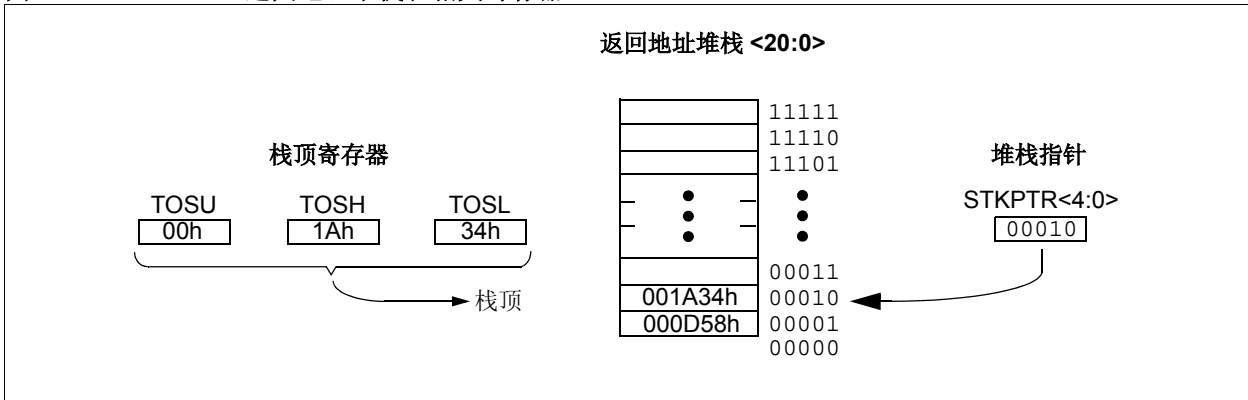 返回地址堆栈 <20:0>
栈顶寄存器
TOSU TOSH TOSL
00h 1Ah 34h
栈顶
11111
11110
11101
00011
001A34h 00010
000D58h 00001
00000
堆栈指针
STKPTR<4:0>
00010